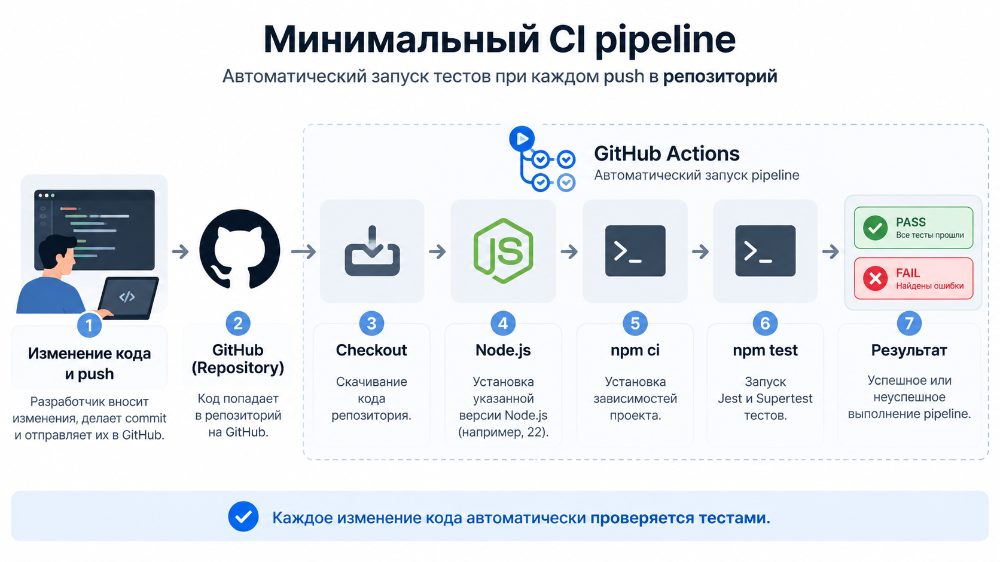 Минимальный CI pipeline
Автоматический запуск тестов при каждом push в репозиторий
GitHub Actions
Автоматический запуск pipeline
</>
JS
>_
>_
PASS
Все тесты прошли
FAIL
Найдены ошибки
1
Изменение кода
и push
Разработчик вносит
изменения, делает commit
и отправляет их в GitHub.
2
GitHub
(Repository)
Код попадает
в репозиторий
на GitHub.
3
Checkout
Скачивание
кода
репозитория.
4
Node.js
Установка
указанной
версии Node.js
(например, 22).
5
npm ci
Установка
зависимостей
проекта.
6
npm test
Запуск
Jest и Supertest
тестов.
7
Результат
Успешное или
неуспешное
выполнение pipeline.
Каждое изменение кода автоматически проверяется тестами.